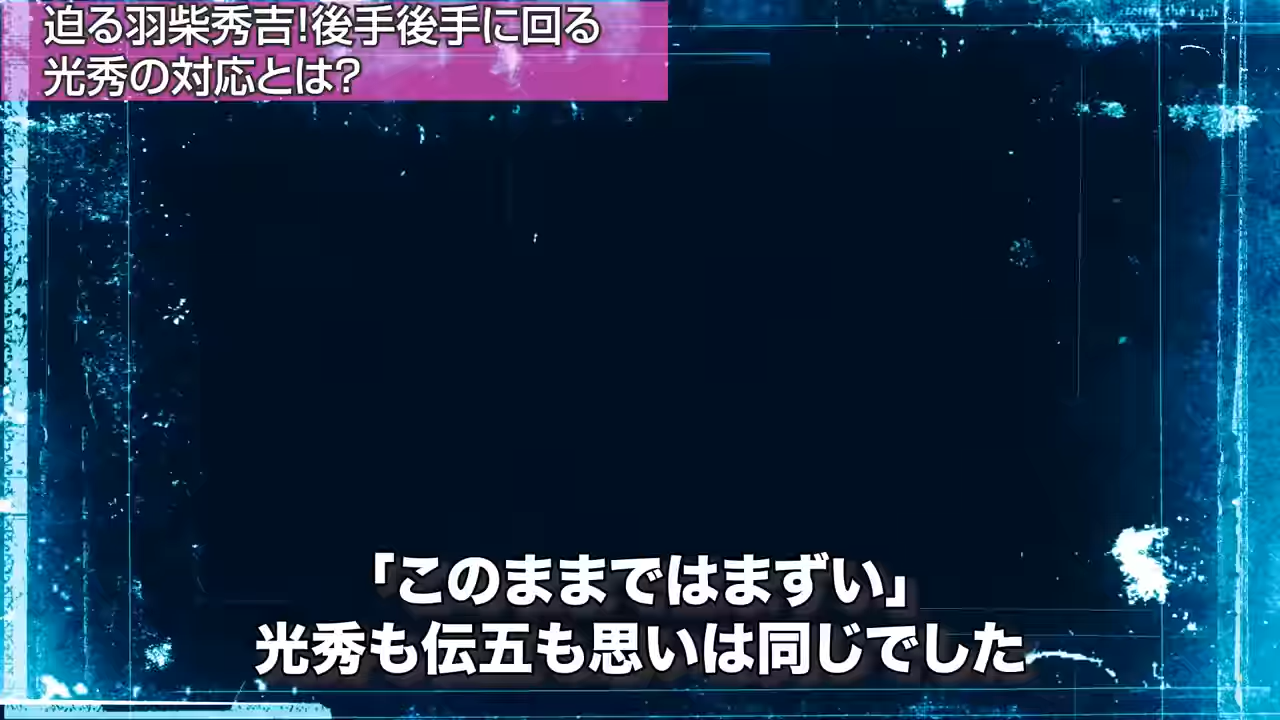 迫る羽柴秀吉!後手後手に回る
光秀の対応とは?
「このままではまずい」
光秀も伝五も思いは同じでした